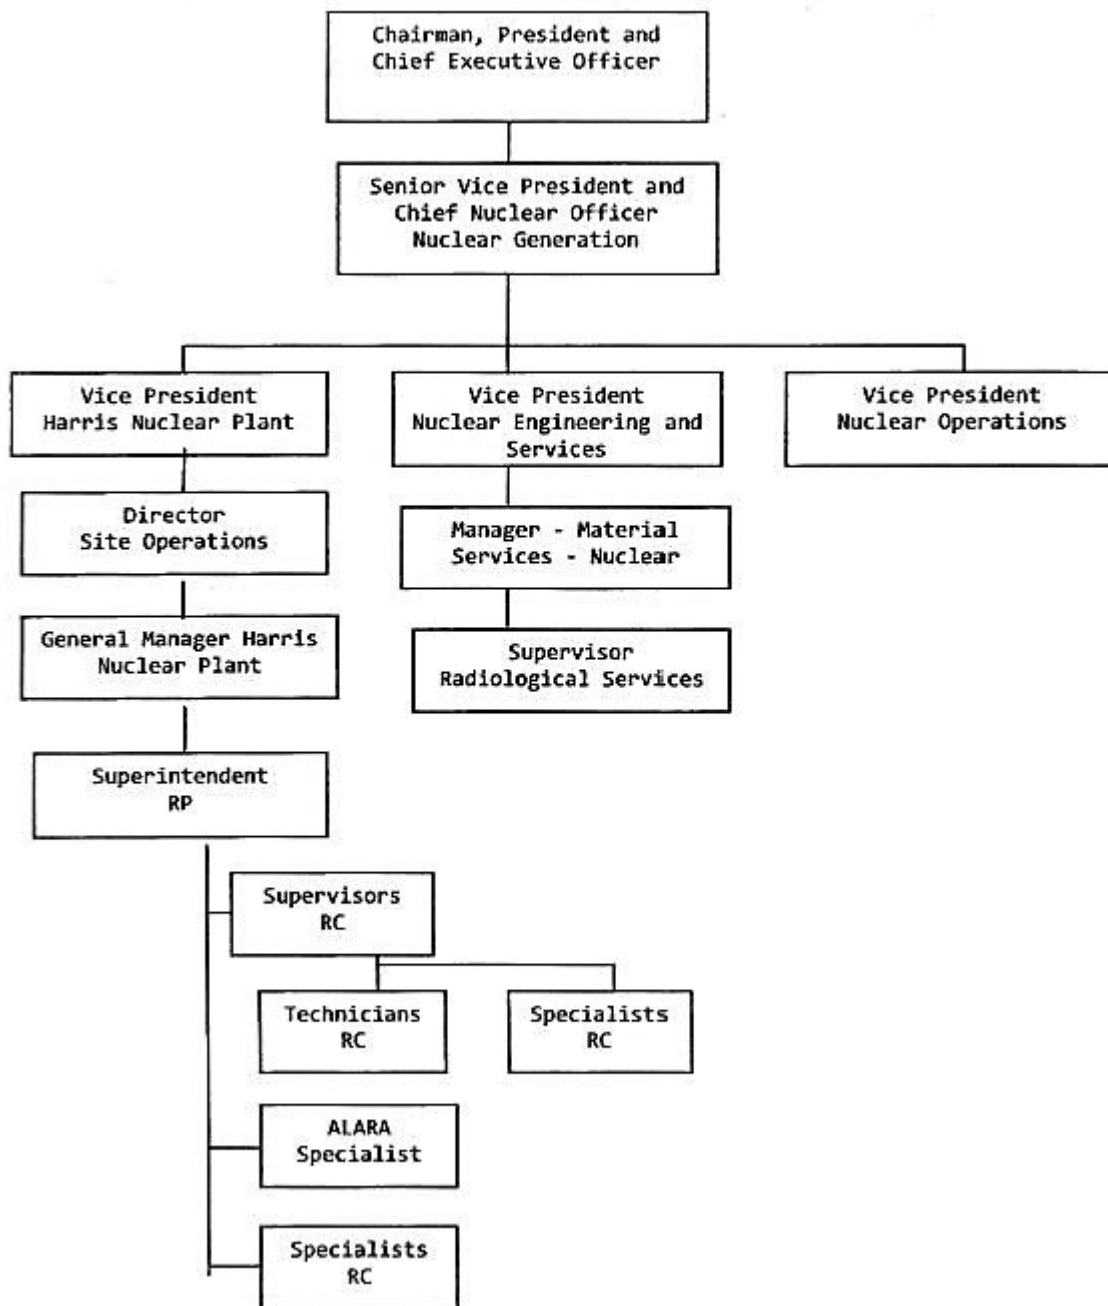 Chairman, President and
Chief Executive Officer
Senior Vice President and
Chief Nuclear Officer
Nuclear Generation
Vice President
Harris Nuclear Plant
Vice President
Nuclear Engineering and
Services
Vice President
Nuclear Operations
Director
Site Operations
Manager - Material
Services - Nuclear
General Manager Harris
Nuclear Plant
Supervisor
Radiological Services
Superintendent
RP
Supervisors
RC
Technicians
RC
Specialists
RC
ALARA
Specialist
Specialists
RC